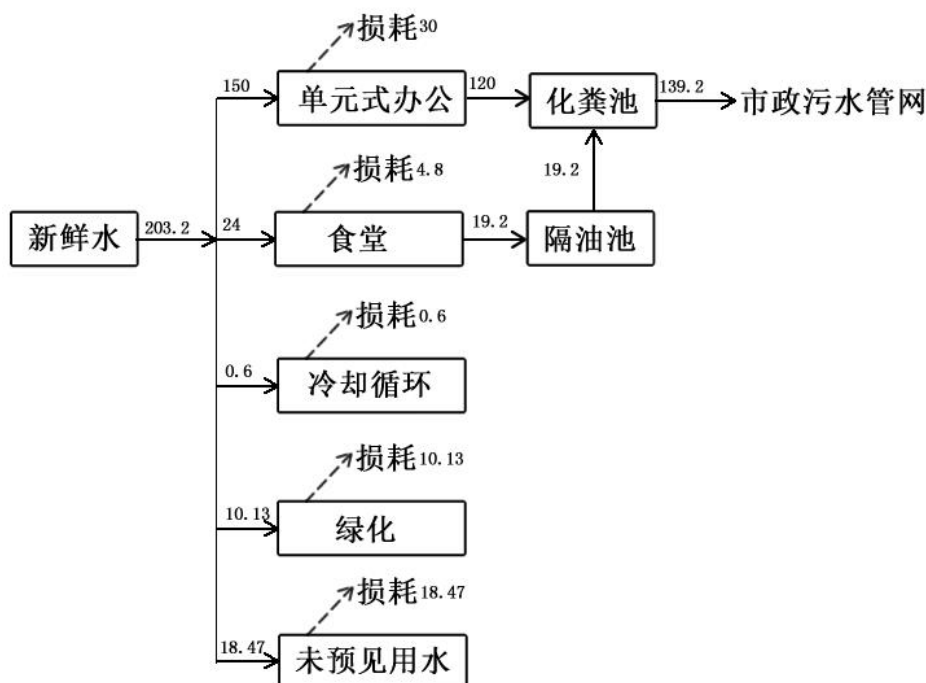 损耗30
150
单元式办公
120
化粪池
139.2
市政污水管网
损耗4.8
19.2
新鲜水
203.2
24
食堂
19.2
隔油池
损耗0.6
0.6
冷却循环
损耗10.13
10.13
绿化
损耗18.47
18.47
未预见用水